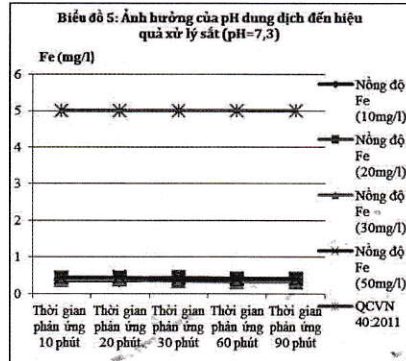 Biểu đồ 5: Ảnh hưởng của pH dung dịch đến hiệu
quả xử lý sắt (pH=7,3)
Fe (mg/l)
6
5
4
3
2
1
0
Thời gian
phản ứng
10 phút
Thời gian
phản ứng
20 phút
Thời gian
phản ứng
30 phút
Thời gian
phản ứng
60 phút
Thời gian
phản ứng
90 phút
Nồng độ
Fe
(10mg/l)
Nồng độ
Fe
(20mg/l)
Nồng độ
Fe
(30mg/l)
Nồng độ
Fe
(50mg/l)
QCVN
40:2011